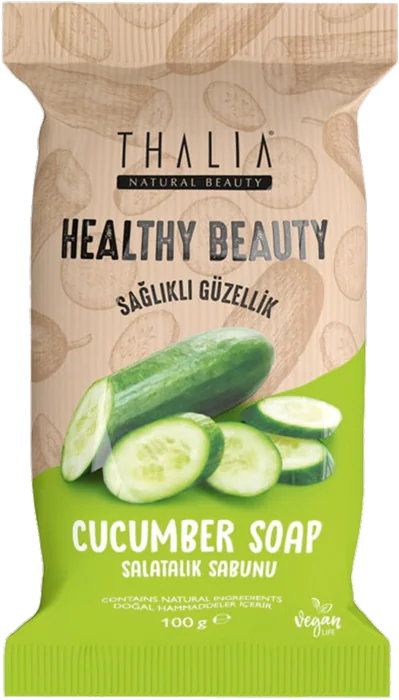 THALIA®
NATURAL BEAUTY
HEALTHY BEAUTY
SAĞLIKLI GÜZELLİK
CUCUMBER SOAP
SALATALIK SABUNU
CONTAINS NATURAL INGREDIENTS
DOĞAL HAMMADDELER İÇERİR
100 g ℮
vegan
LIFE